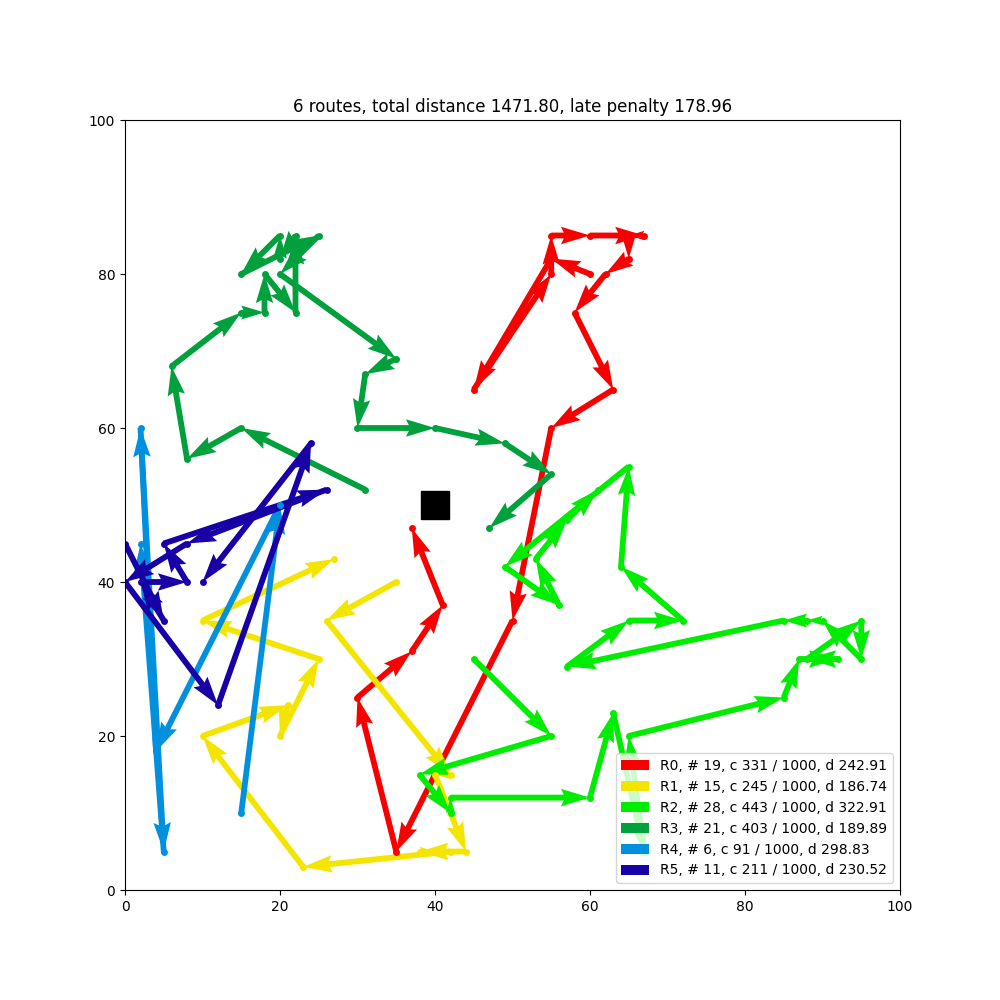 6 routes, total distance 1471.80, late penalty 178.96
100
80
60
40
20
0
0 20 40 60 80 100
R0, # 19, c 331 / 1000, d 242.91
R1, # 15, c 245 / 1000, d 186.74
R2, # 28, c 443 / 1000, d 322.91
R3, # 21, c 403 / 1000, d 189.89
R4, # 6, c 91 / 1000, d 298.83
R5, # 11, c 211 / 1000, d 230.52